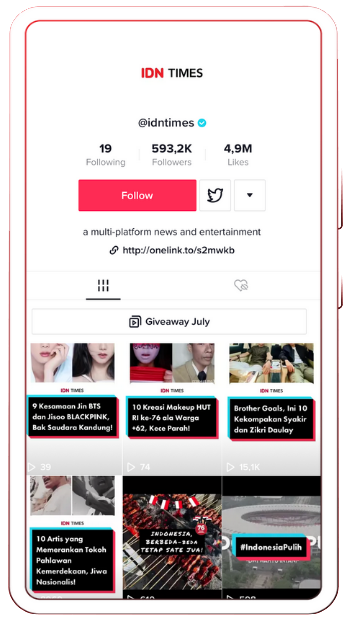 IDN TIMES
@idntimes
19
593,2K
4,9M
Following
Followers
Likes
Follow
a multi-platform news and entertainment
http://onelink.to/s2mwkb
Giveaway July
IDN TIMES
9 Kesamaan Jin BTS
dan Jisoo BLACKPINK,
Bak Saudara Kandung!
39
IDN TIMES
10 Kreasi Makeup HUT
RI ke-76 ala Warga
+62, Kece Parah!
74
IDN TIMES
Brother Goals, Ini 10
Kekompakan Syakir
dan Zikri Daulay
15,1K
IDN TIMES
10 Artis yang
Memerankan Tokoh
Pahlawan
Kemerdekaan, Jiwa
Nasionalis!
76
INDONESIA,
BERBEDA-BEDA
TETAP SATE JUA!
#IndonesiaPulih